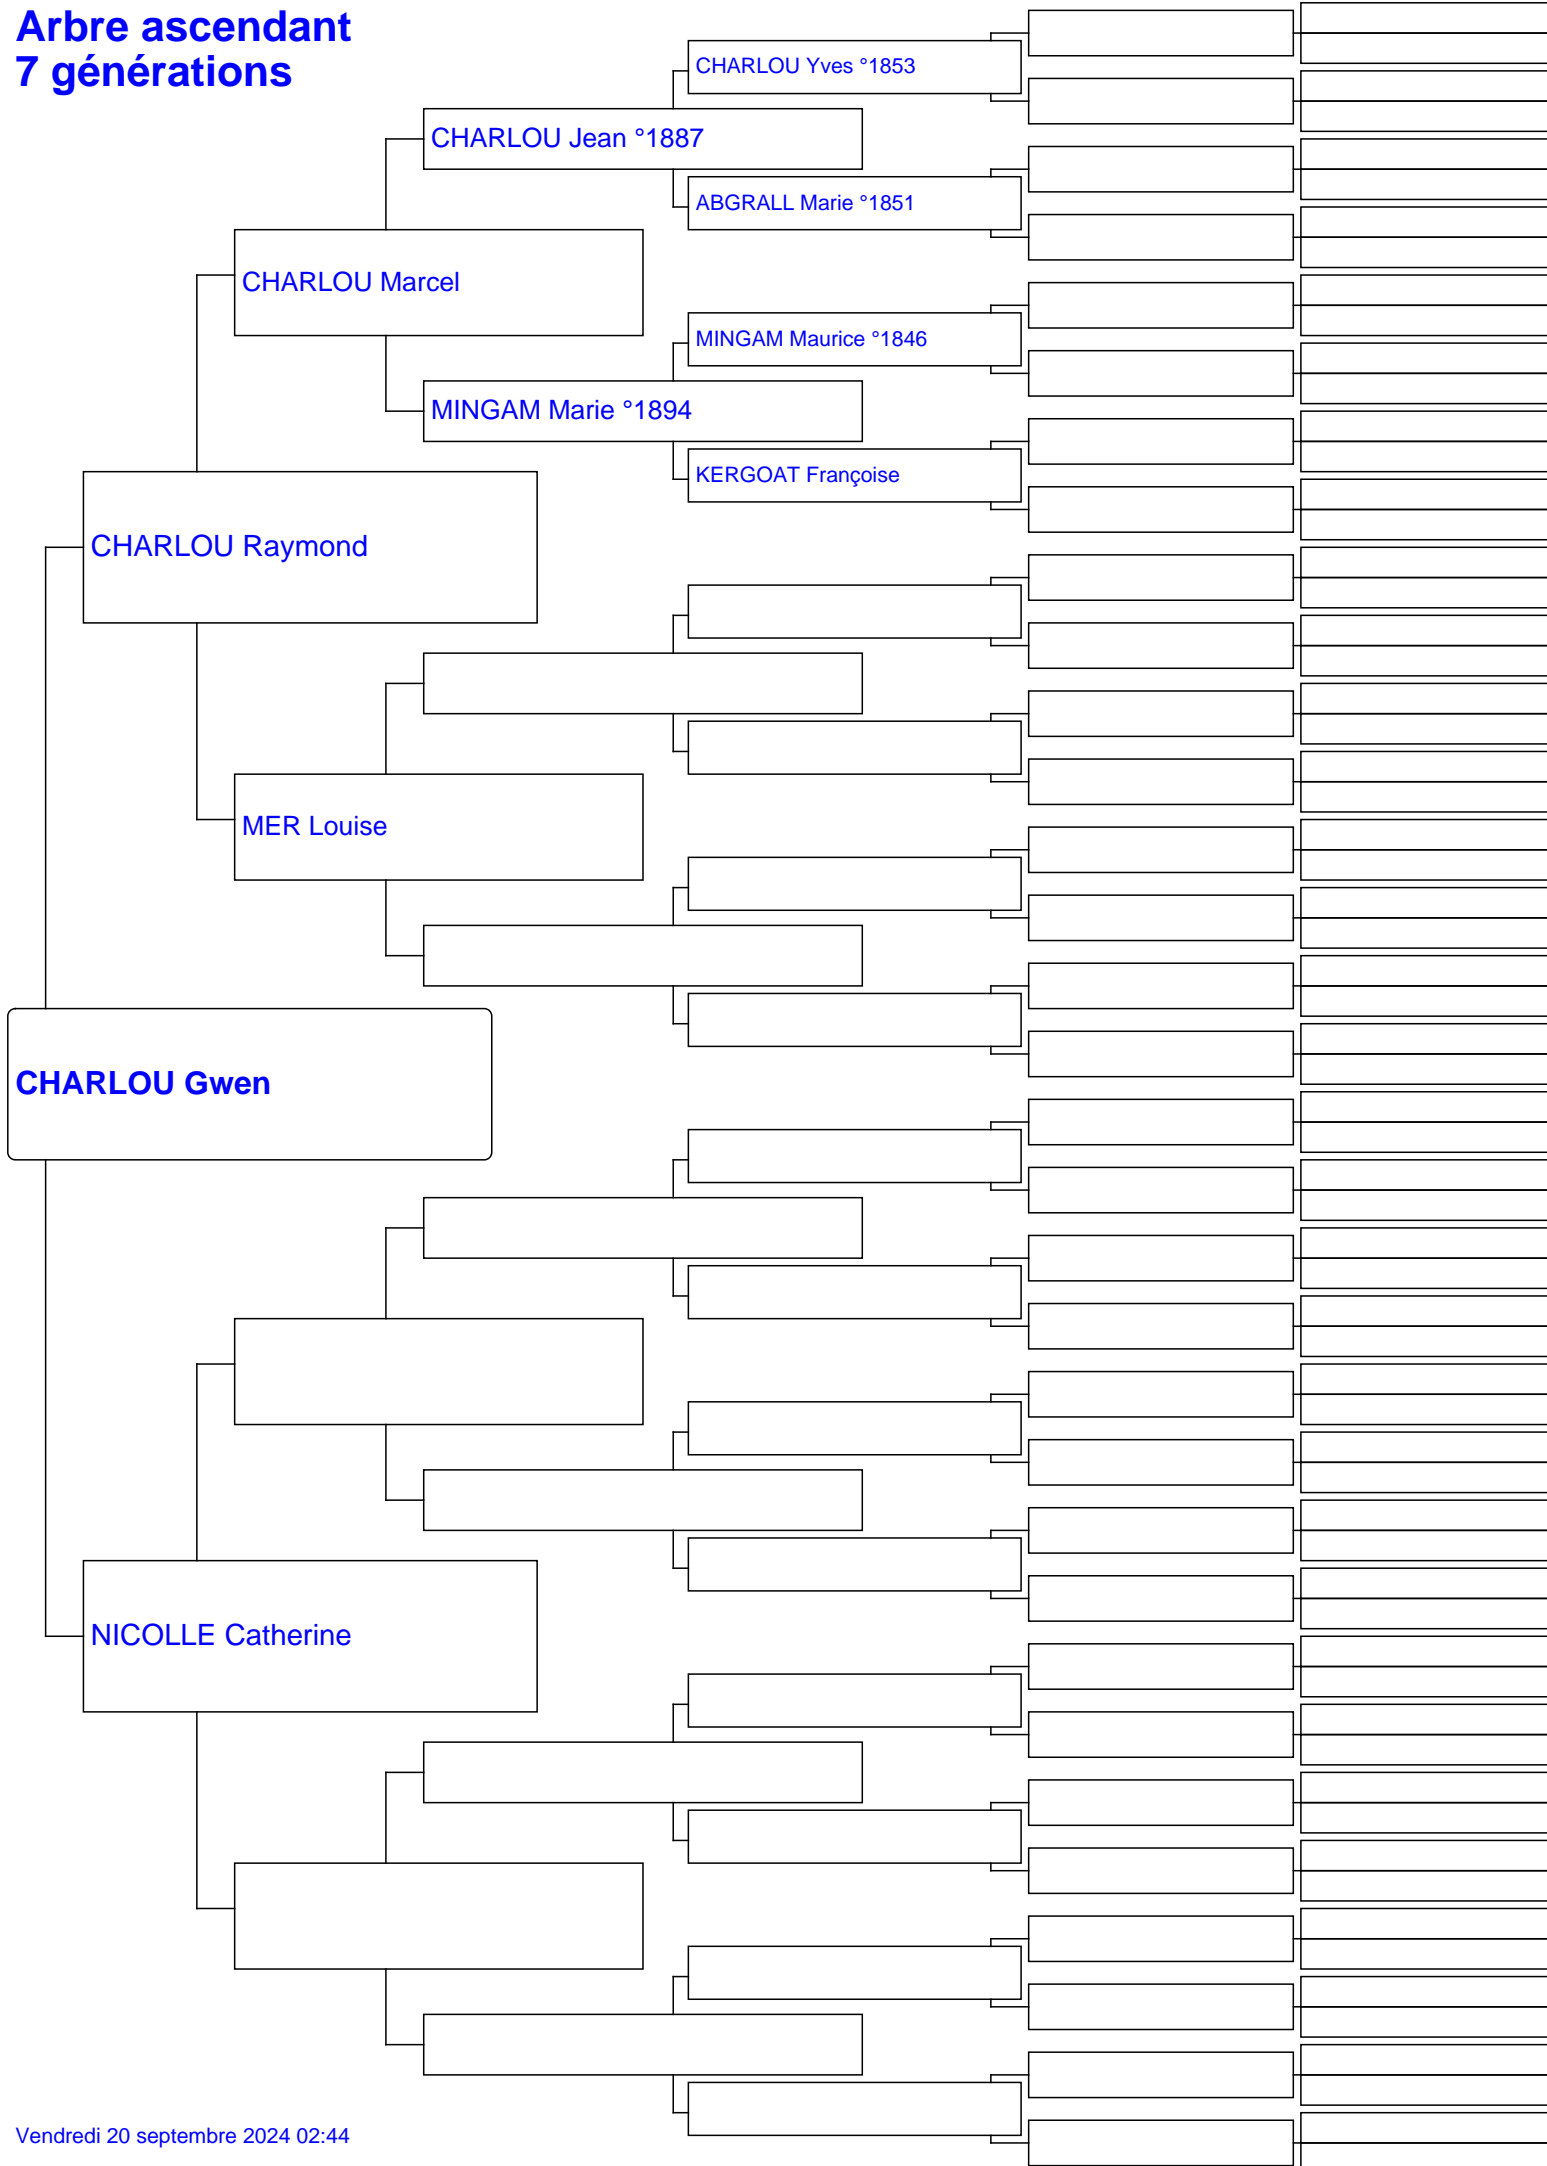 Arbre ascendant
7 générations
CHARLOU Yves °1853
CHARLOU Jean °1887
ABGRALL Marie °1851
CHARLOU Marcel
MINGAM Maurice °1846
MINGAM Marie °1894
KERGOAT Françoise
CHARLOU Raymond
MER Louise
CHARLOU Gwen
NICOLLE Catherine
Vendredi 20 septembre 2024 02:44